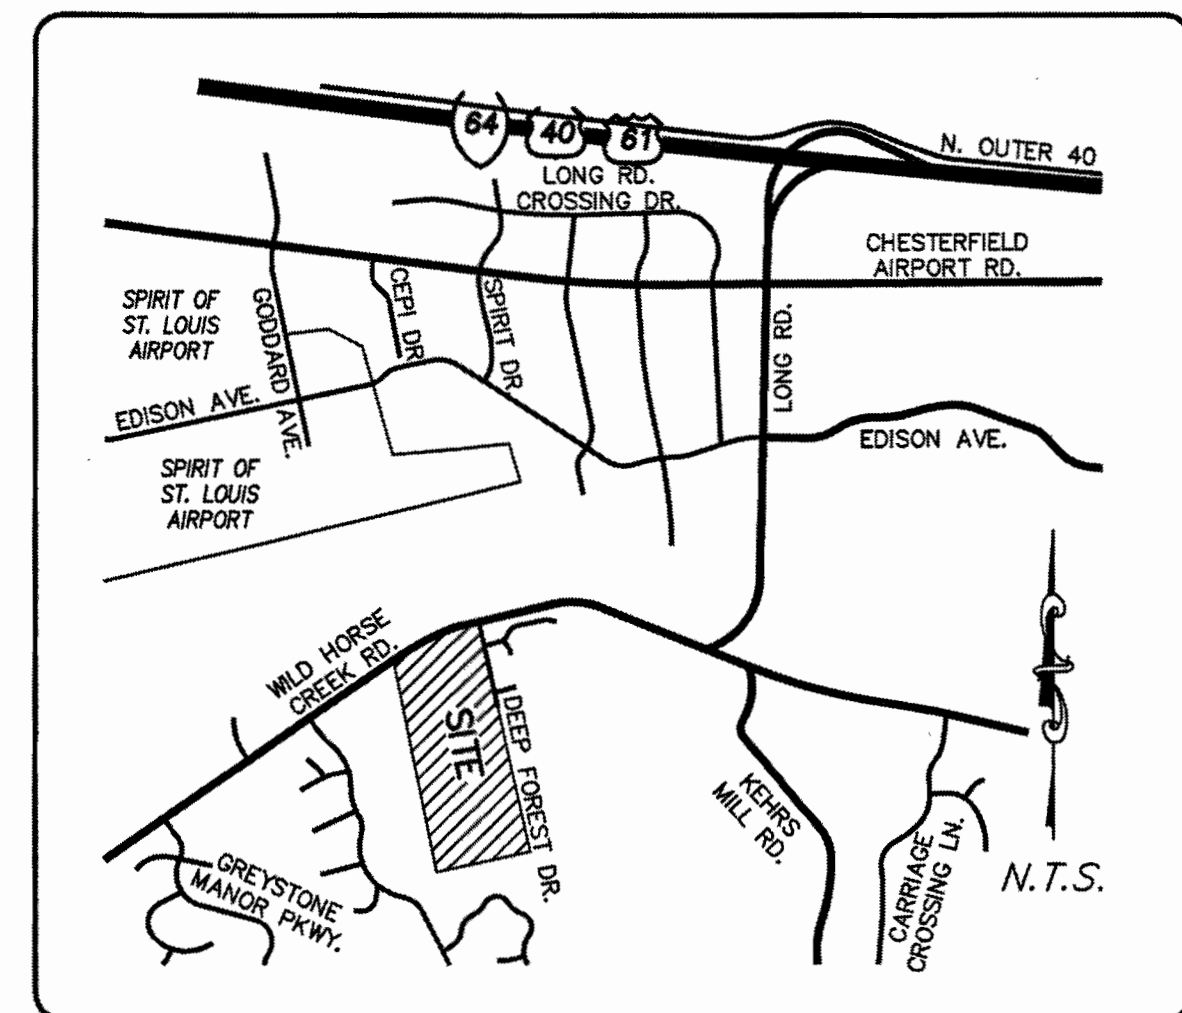 64
40
61
N. OUTER 40
LONG RD.
CROSSING DR.
CHESTERFIELD
AIRPORT RD.
SPIRIT OF
ST. LOUIS
AIRPORT
GODDARD AVE.
CEPI DR.
SPIRIT DR.
LONG RD.
EDISON AVE.
EDISON AVE.
SPIRIT OF
ST. LOUIS
AIRPORT
WILD HORSE
CREEK RD.
SITE
DEEP FOREST DR.
KEHRS
MILL RD.
CARRIAGE
CROSSING LN.
GREYSTONE
MANOR PKWY.
N.T.S.